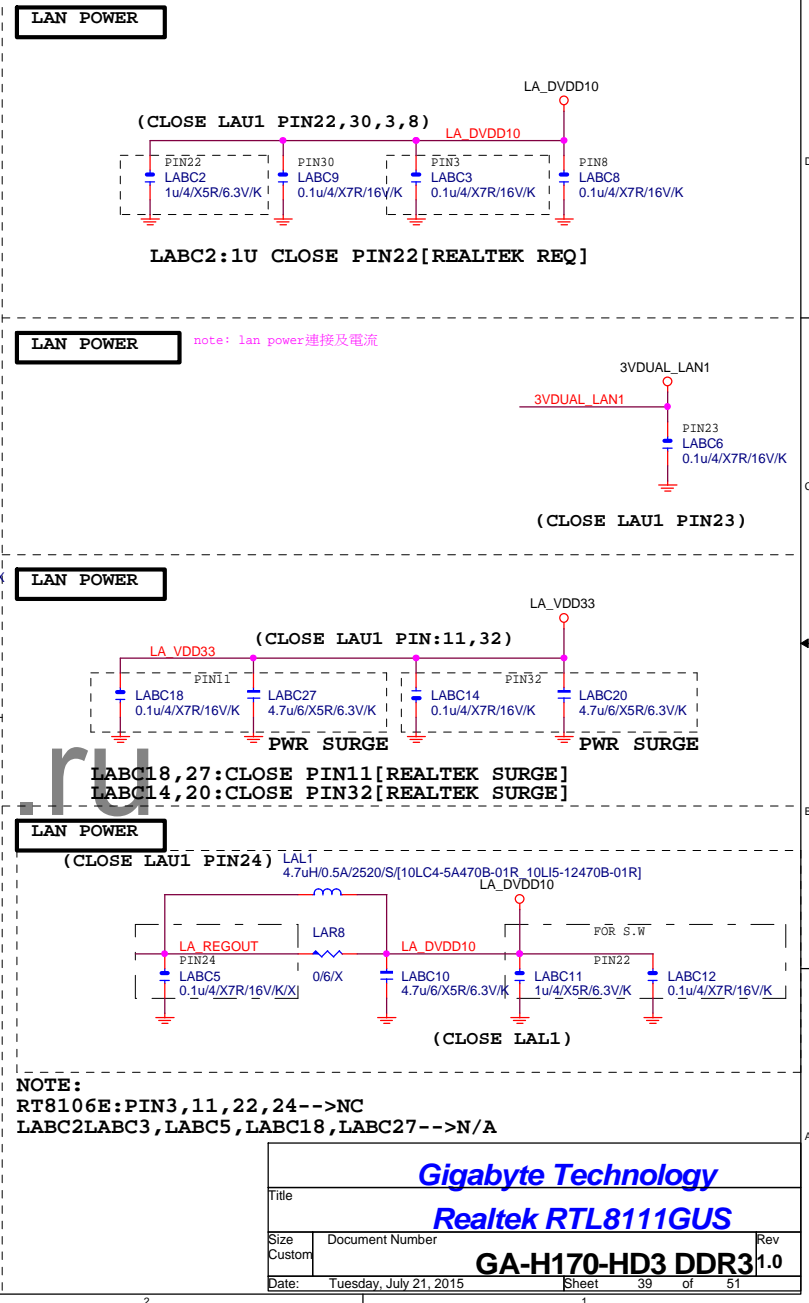 LAN POWER
LA_DVDD10
(CLOSE LAU1 PIN22,30,3,8)
LA_DVDD10
PIN22
LABC2
1u/4/X5R/6.3V/K
PIN30
LABC9
0.1u/4/X7R/16V/K
PIN3
LABC3
0.1u/4/X7R/16V/K
PIN8
LABC8
0.1u/4/X7R/16V/K
LABC2:1U CLOSE PIN22[REALTEK REQ]
D
LAN POWER
note: lan power連接及電流
3VDUAL_LAN1
3VDUAL_LAN1
PIN23
LABC6
0.1u/4/X7R/16V/K
(CLOSE LAU1 PIN23)
C
LAN POWER
LA_VDD33
(CLOSE LAU1 PIN:11,32)
LA_VDD33
PIN11
LABC18
0.1u/4/X7R/16V/K
LABC27
4.7u/6/X5R/6.3V/K
PIN32
LABC14
0.1u/4/X7R/16V/K
LABC20
4.7u/6/X5R/6.3V/K
PWR SURGE
PWR SURGE
.ru
LABC18,27:CLOSE PIN11[REALTEK SURGE]
LABC14,20:CLOSE PIN32[REALTEK SURGE]
B
LAN POWER
(CLOSE LAU1 PIN24)
LAL1
4.7uH/0.5A/2520/S/[10LC4-5A470B-01R_10LI5-12470B-01R]
LA_DVDD10
LAR8
FOR S.W
LA_REGOUT
LA_DVDD10
PIN24
LABC5
0.1u/4/X7R/16V/K/X
0/6/X
LABC10
4.7u/6/X5R/6.3V/K
PIN22
LABC11
1u/4/X5R/6.3V/K
LABC12
0.1u/4/X7R/16V/K
(CLOSE LAL1)
NOTE:
RT8106E:PIN3,11,22,24-->NC
LABC2LABC3,LABC5,LABC18,LABC27-->N/A
A
Gigabyte Technology
Title
Realtek RTL8111GUS
Size
Custom
Document Number
GA-H170-HD3 DDR3
Rev
1.0
Date: Tuesday, July 21, 2015 Sheet 39 of 51
2 1